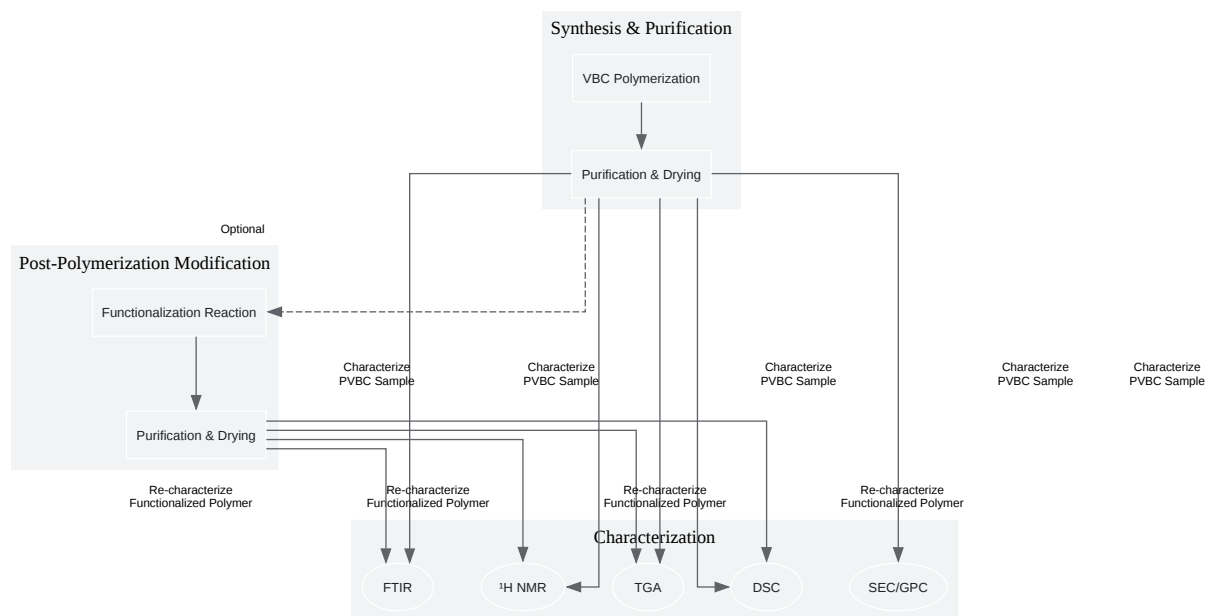 Synthesis & Purification
VBC Polymerization
Purification & Drying
Optional
Post-Polymerization Modification
Functionalization Reaction
Characterize
PVBC Sample
Characterize
PVBC Sample
Characterize
PVBC Sample
Characterize
PVBC Sample
Characterize
PVBC Sample
Purification & Drying
Re-characterize
Functionalized Polymer
Re-characterize
Functionalized Polymer
Re-characterize
Functionalized Polymer
Re-characterize
Functionalized Polymer
Characterization
FTIR
¹H NMR
TGA
DSC
SEC/GPC